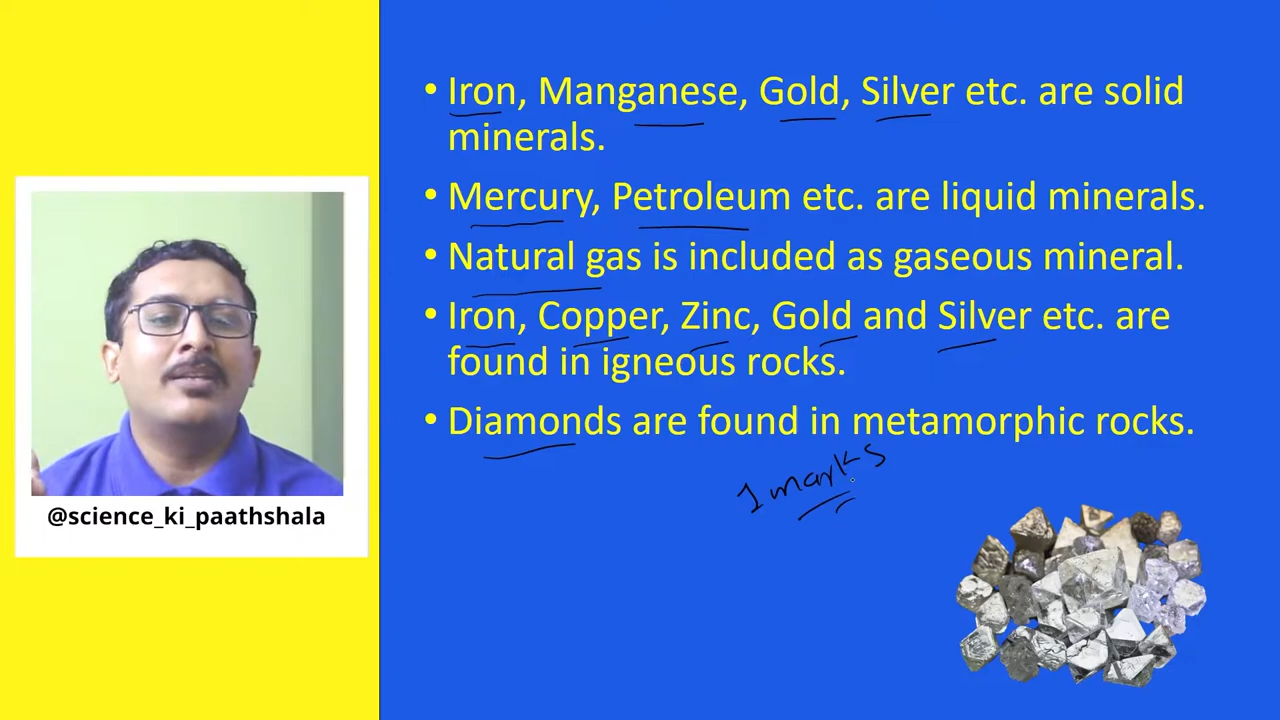 • Iron, Manganese, Gold, Silver etc. are solid
minerals.
• Mercury, Petroleum etc. are liquid minerals.
• Natural gas is included as gaseous mineral.
• Iron, Copper, Zinc, Gold and Silver etc. are
found in igneous rocks.
• Diamonds are found in metamorphic rocks.
1 marks
@science_ki_paathshala